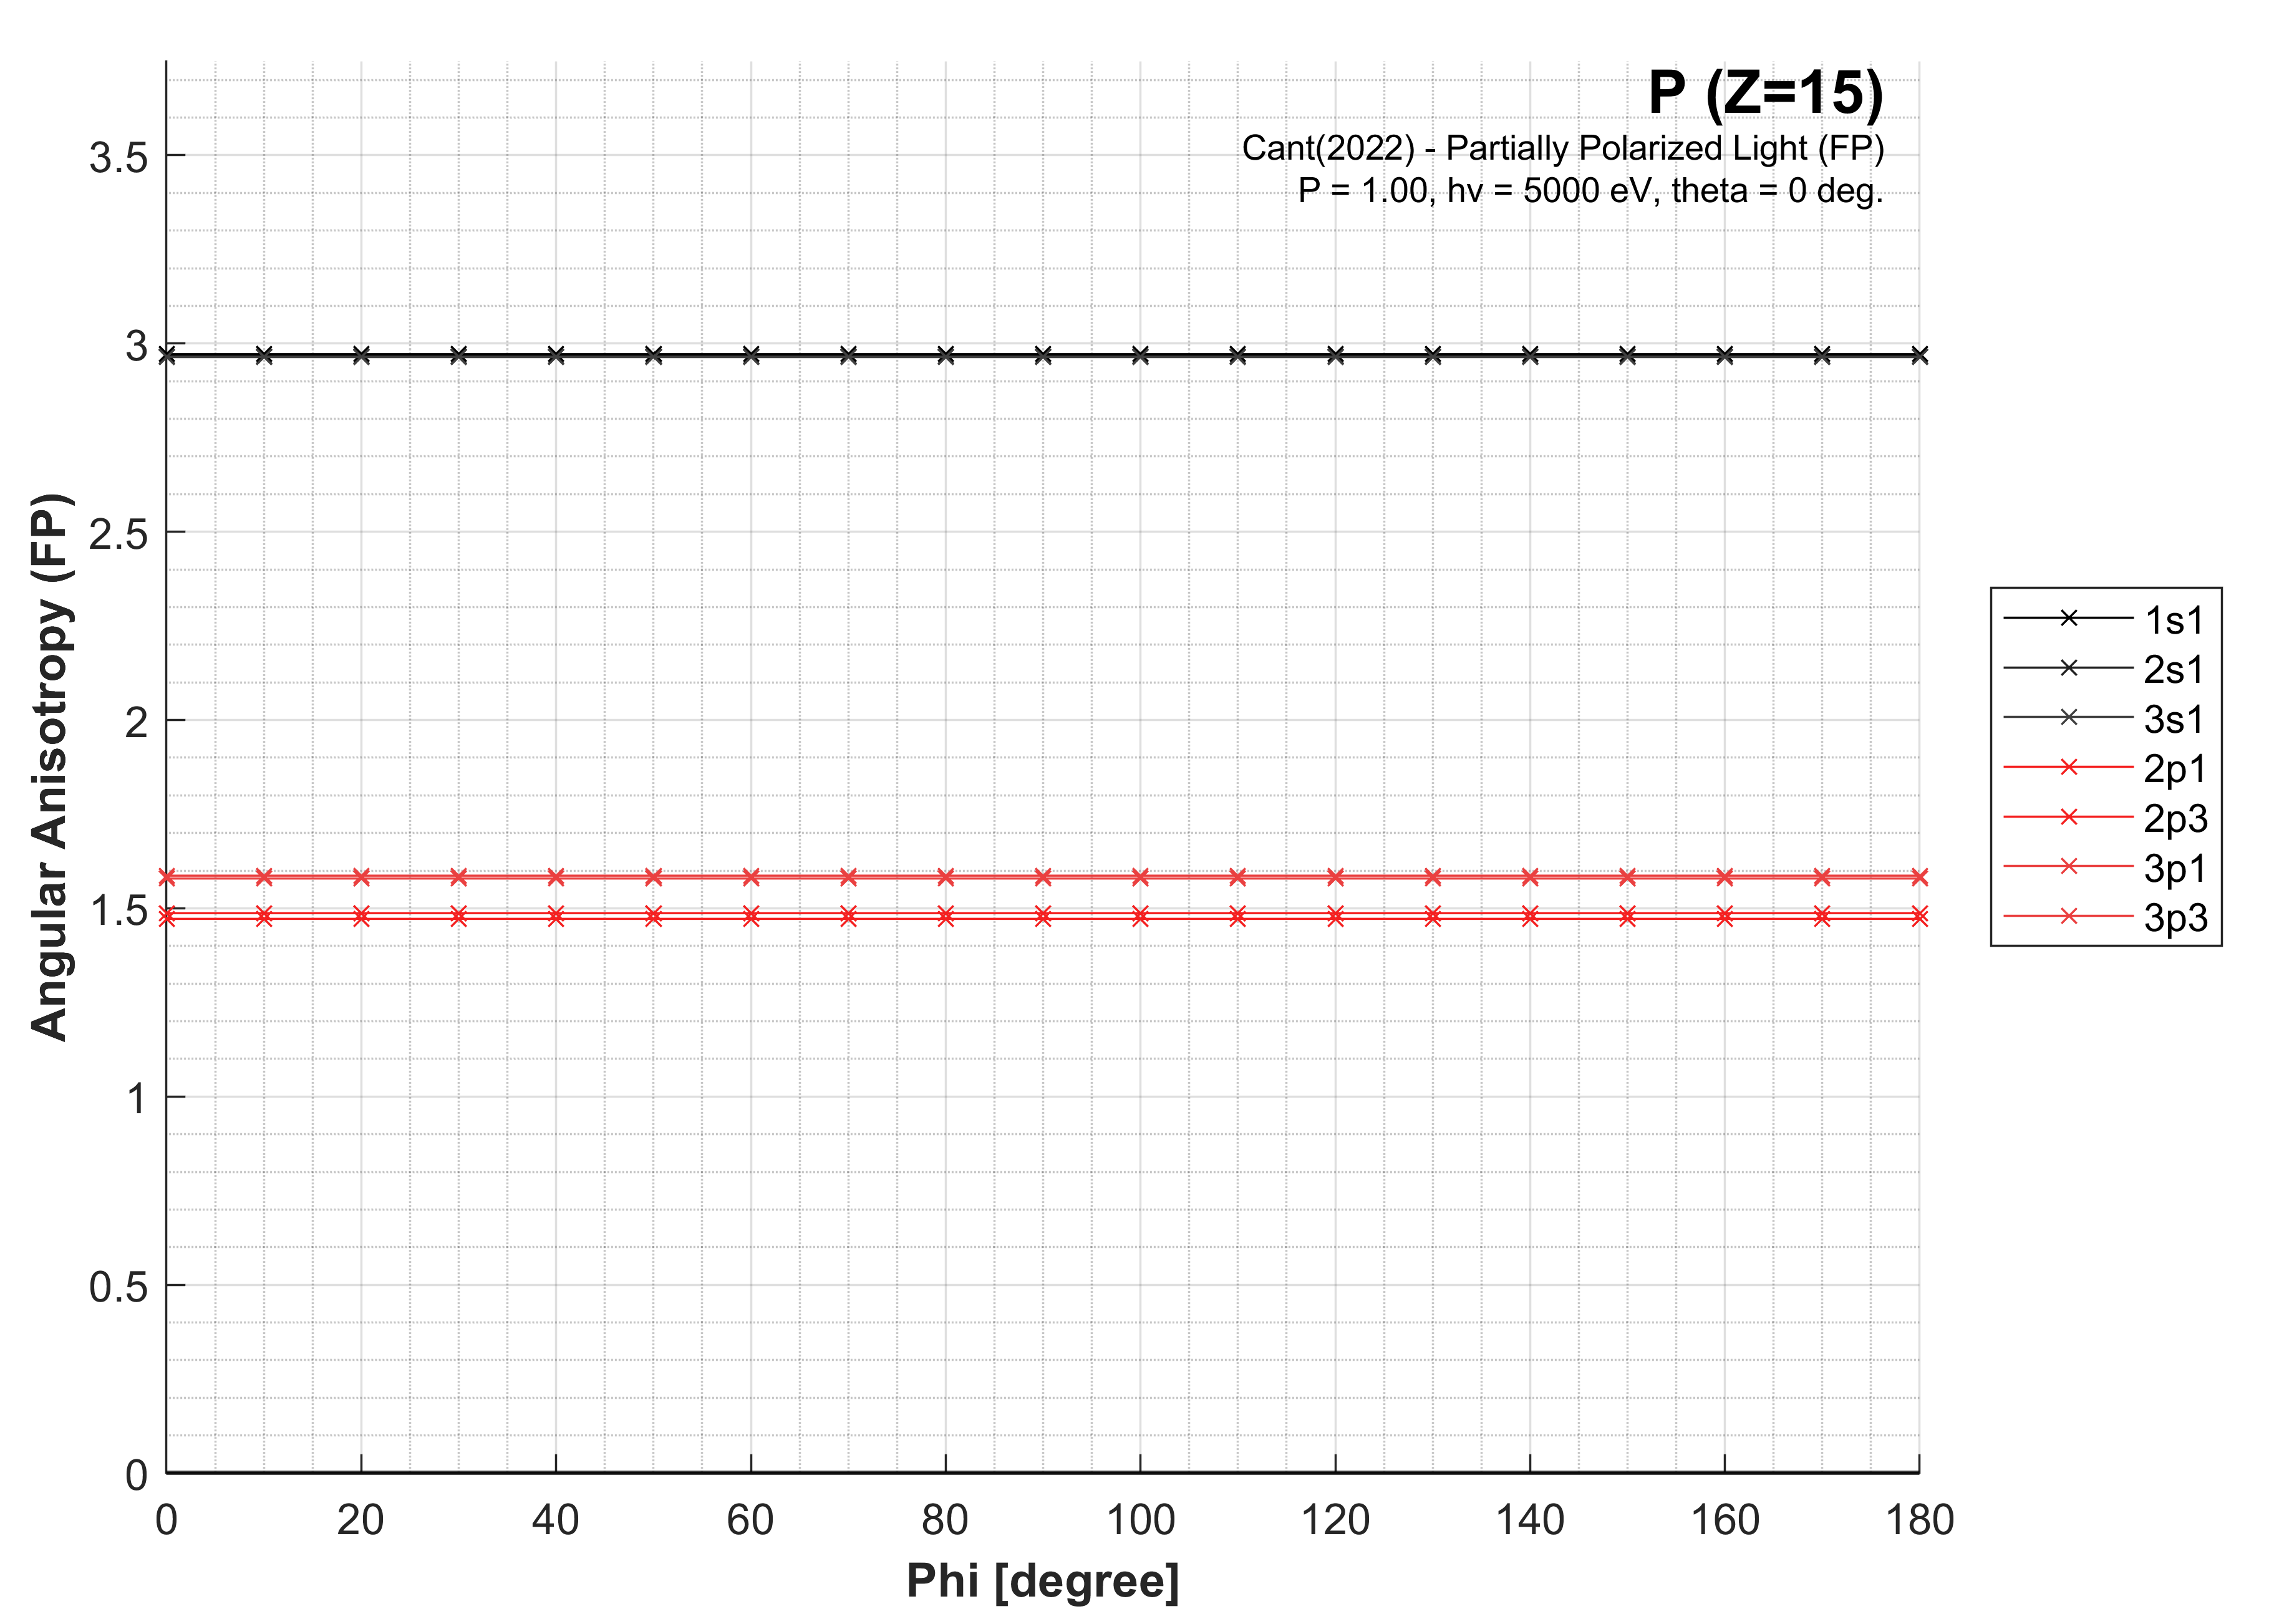 P (Z=15)
Cant(2022) - Partially Polarized Light (FP)
P = 1.00, hv = 5000 eV, theta = 0 deg.
3.5
3
2.5
2
1.5
1
0.5
0
Angular Anisotropy (FP)
0 20 40 60 80 100 120 140 160 180
Phi [degree]
1s1
2s1
3s1
2p1
2p3
3p1
3p3